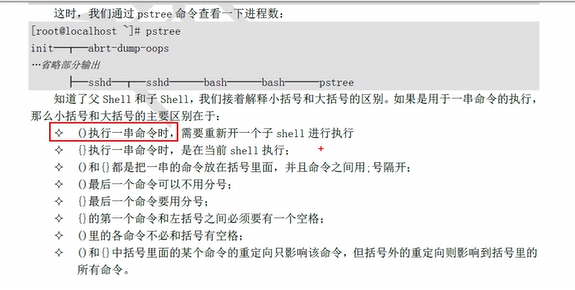 这时，我们通过 pstree 命令查看一下进程数：
[root@localhost ~]# pstree
init─┬─abrt-dump-oops
…省略部分输出
├─sshd─┬─sshd───bash───bash───pstree
知道了父 Shell 和子 Shell，我们接着解释小括号和大括号的区别。如果是用于一串命令的执行，
那么小括号和大括号的主要区别在于：
✧ ()执行一串命令时，需要重新开一个子 shell 进行执行
✧ {}执行一串命令时，是在当前 shell 执行；
✧ ()和{}都是把一串的命令放在括号里面，并且命令之间用;号隔开；
✧ ()最后一个命令可以不用分号；
✧ {}最后一个命令要用分号；
✧ {}的第一个命令和左括号之间必须要有一个空格；
✧ ()里的各命令不必和括号有空格；
✧ ()和{}中括号里面的某个命令的重定向只影响该命令，但括号外的重定向则影响到括号里的
所有命令。